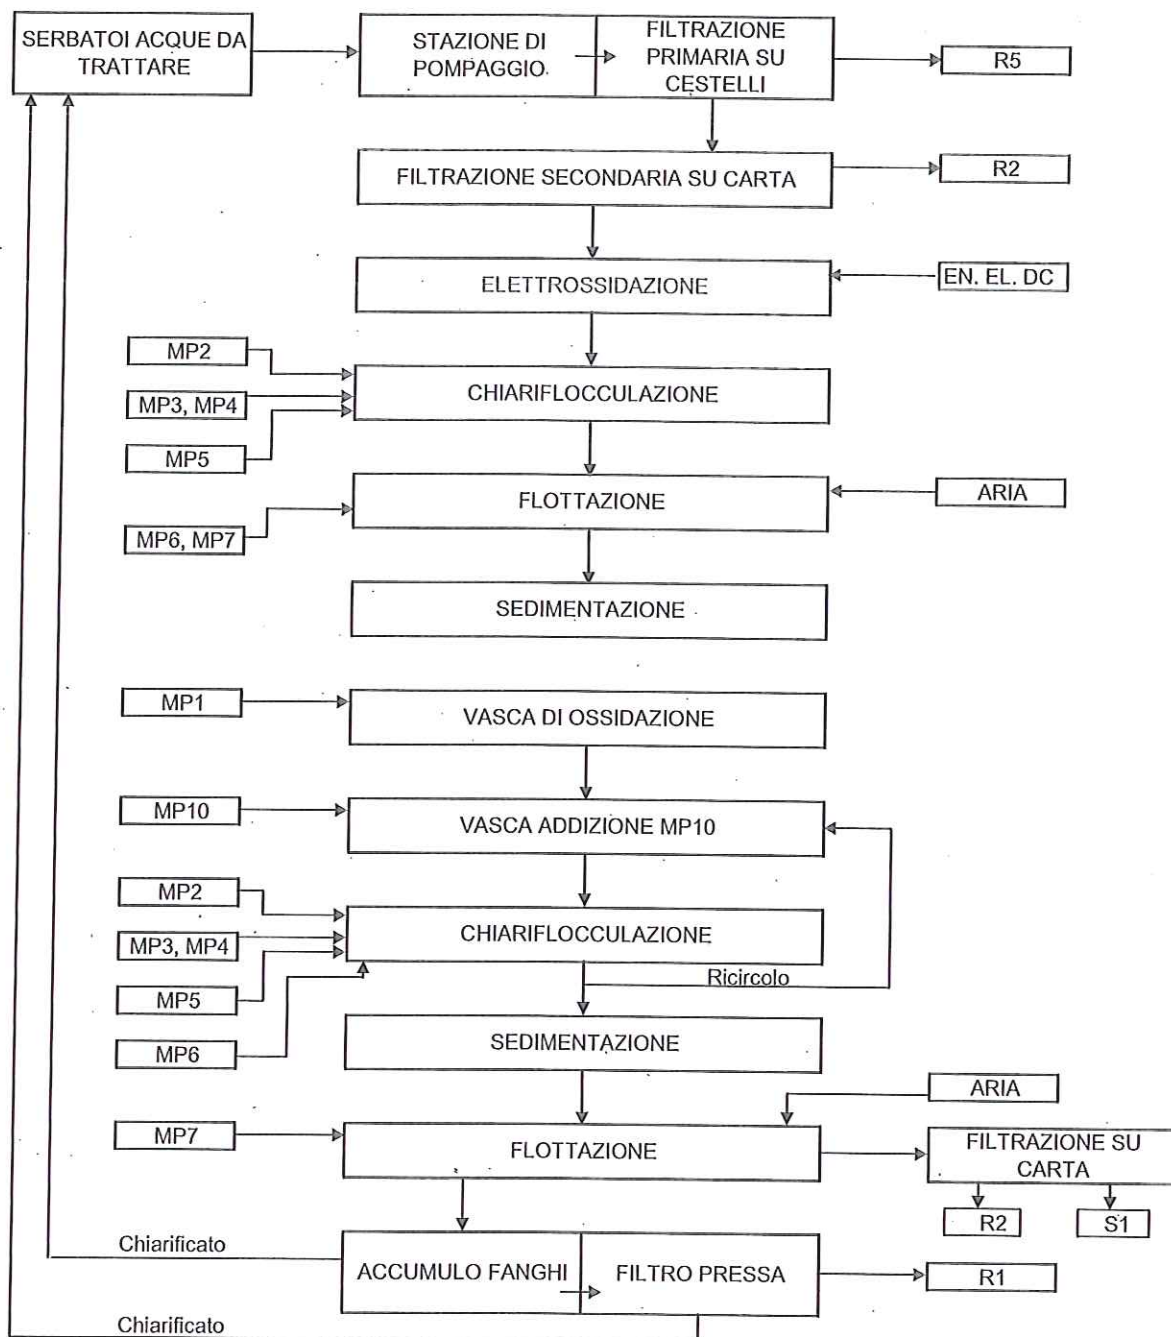 SERBATOI ACQUE DA
TRATTARE
STAZIONE DI
POMPAGGIO
FILTRAZIONE
PRIMARIA SU
CESTELLI
R5
FILTRAZIONE SECONDARIA SU CARTA
R2
ELETTROSSIDAZIONE
EN. EL. DC
MP2
MP3, MP4
MP5
CHIARIFLOCCULAZIONE
FLOTTAZIONE
ARIA
MP6, MP7
SEDIMENTAZIONE
MP1
VASCA DI OSSIDAZIONE
MP10
VASCA ADDIZIONE MP10
MP2
MP3, MP4
MP5
MP6
CHIARIFLOCCULAZIONE
Ricircolo
SEDIMENTAZIONE
ARIA
MP7
FLOTTAZIONE
FILTRAZIONE SU
CARTA
R2
S1
Chiarificato
ACCUMULO FANGHI
FILTRO PRESSA
R1
Chiarificato